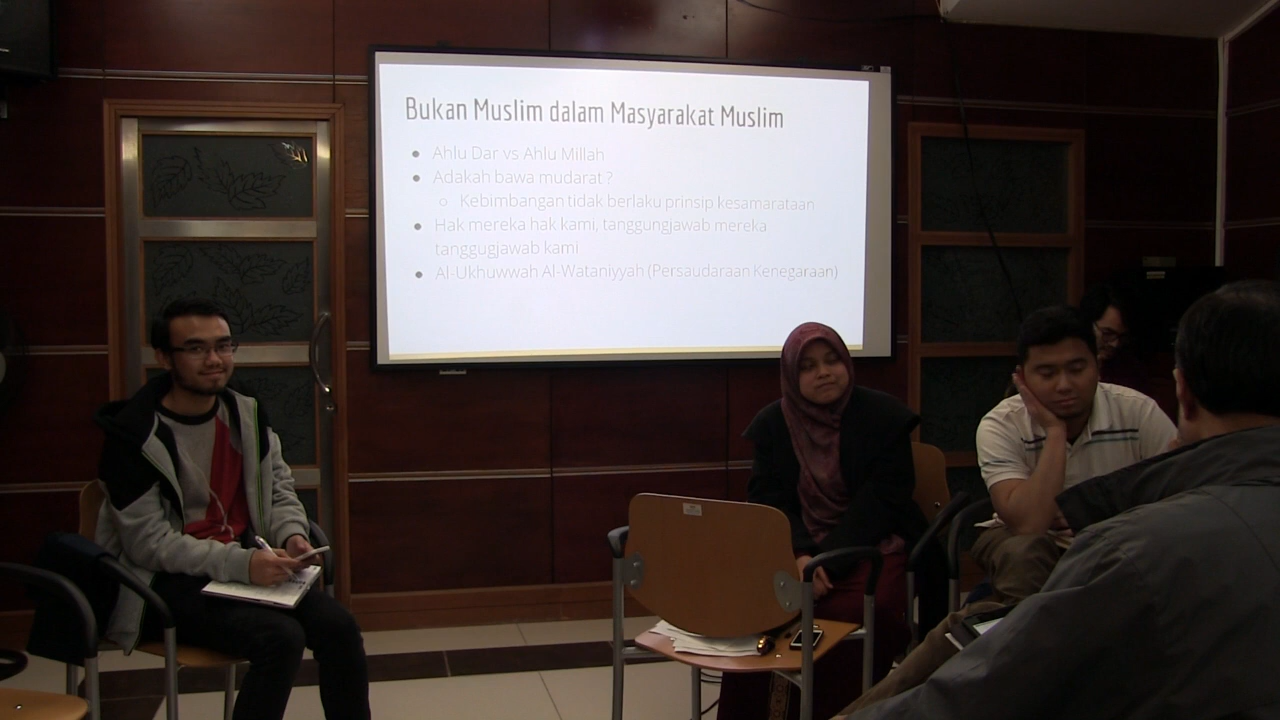 Bukan Muslim dalam Masyarakat Muslim
Ahlu Dar vs Ahlu Millah
Adakah bawa mudarat ?
Kebimbangan tidak berlaku prinsip kesamarataan
Hak mereka hak kami, tanggungjawab mereka
tanggugjawab kami
Al-Ukhuwwah Al-Wataniyyah (Persaudaraan Kenegaraan)